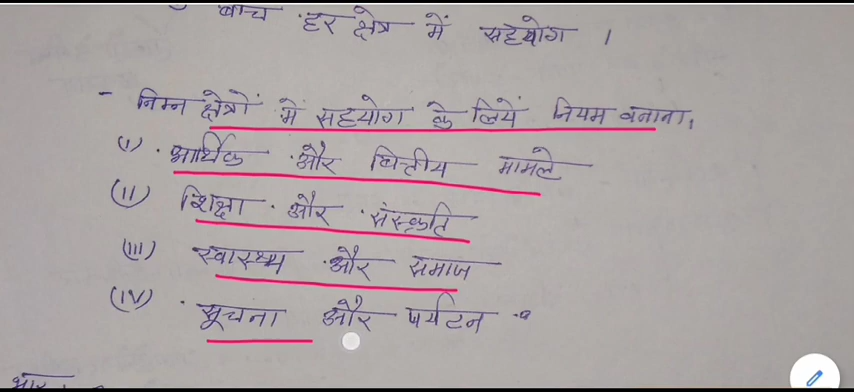 बीच हर क्षेत्र में सहयोग ।
- निम्न क्षेत्रों में सहयोग के लिये नियम बनाना,
(I) आर्थिक और वित्तीय मामले
(II) शिक्षा और संस्कृति
(III) स्वास्थ्य और समाज
(IV) सूचना और पर्यटन